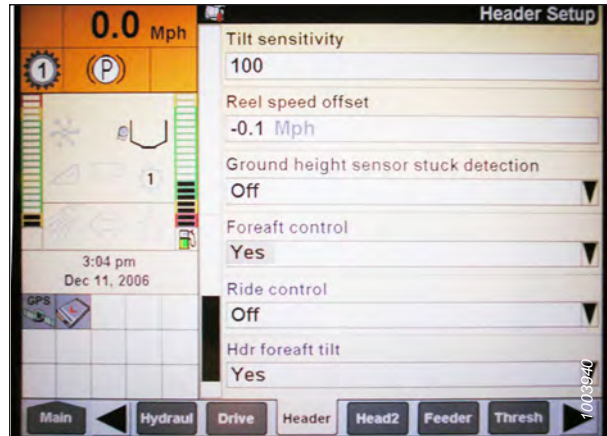 0.0 Mph
Header Setup
1
(P)
Tilt sensitivity
100
Reel speed offset
-0.1 Mph
Ground height sensor stuck detection
Off
1
Foreaft control
Yes
3:04 pm
Dec 11, 2006
Ride control
GPS
Off
Hdr foreaft tilt
Yes
Main
Hydraul
Drive
Header
Head2
Feeder
Thresh
1003940